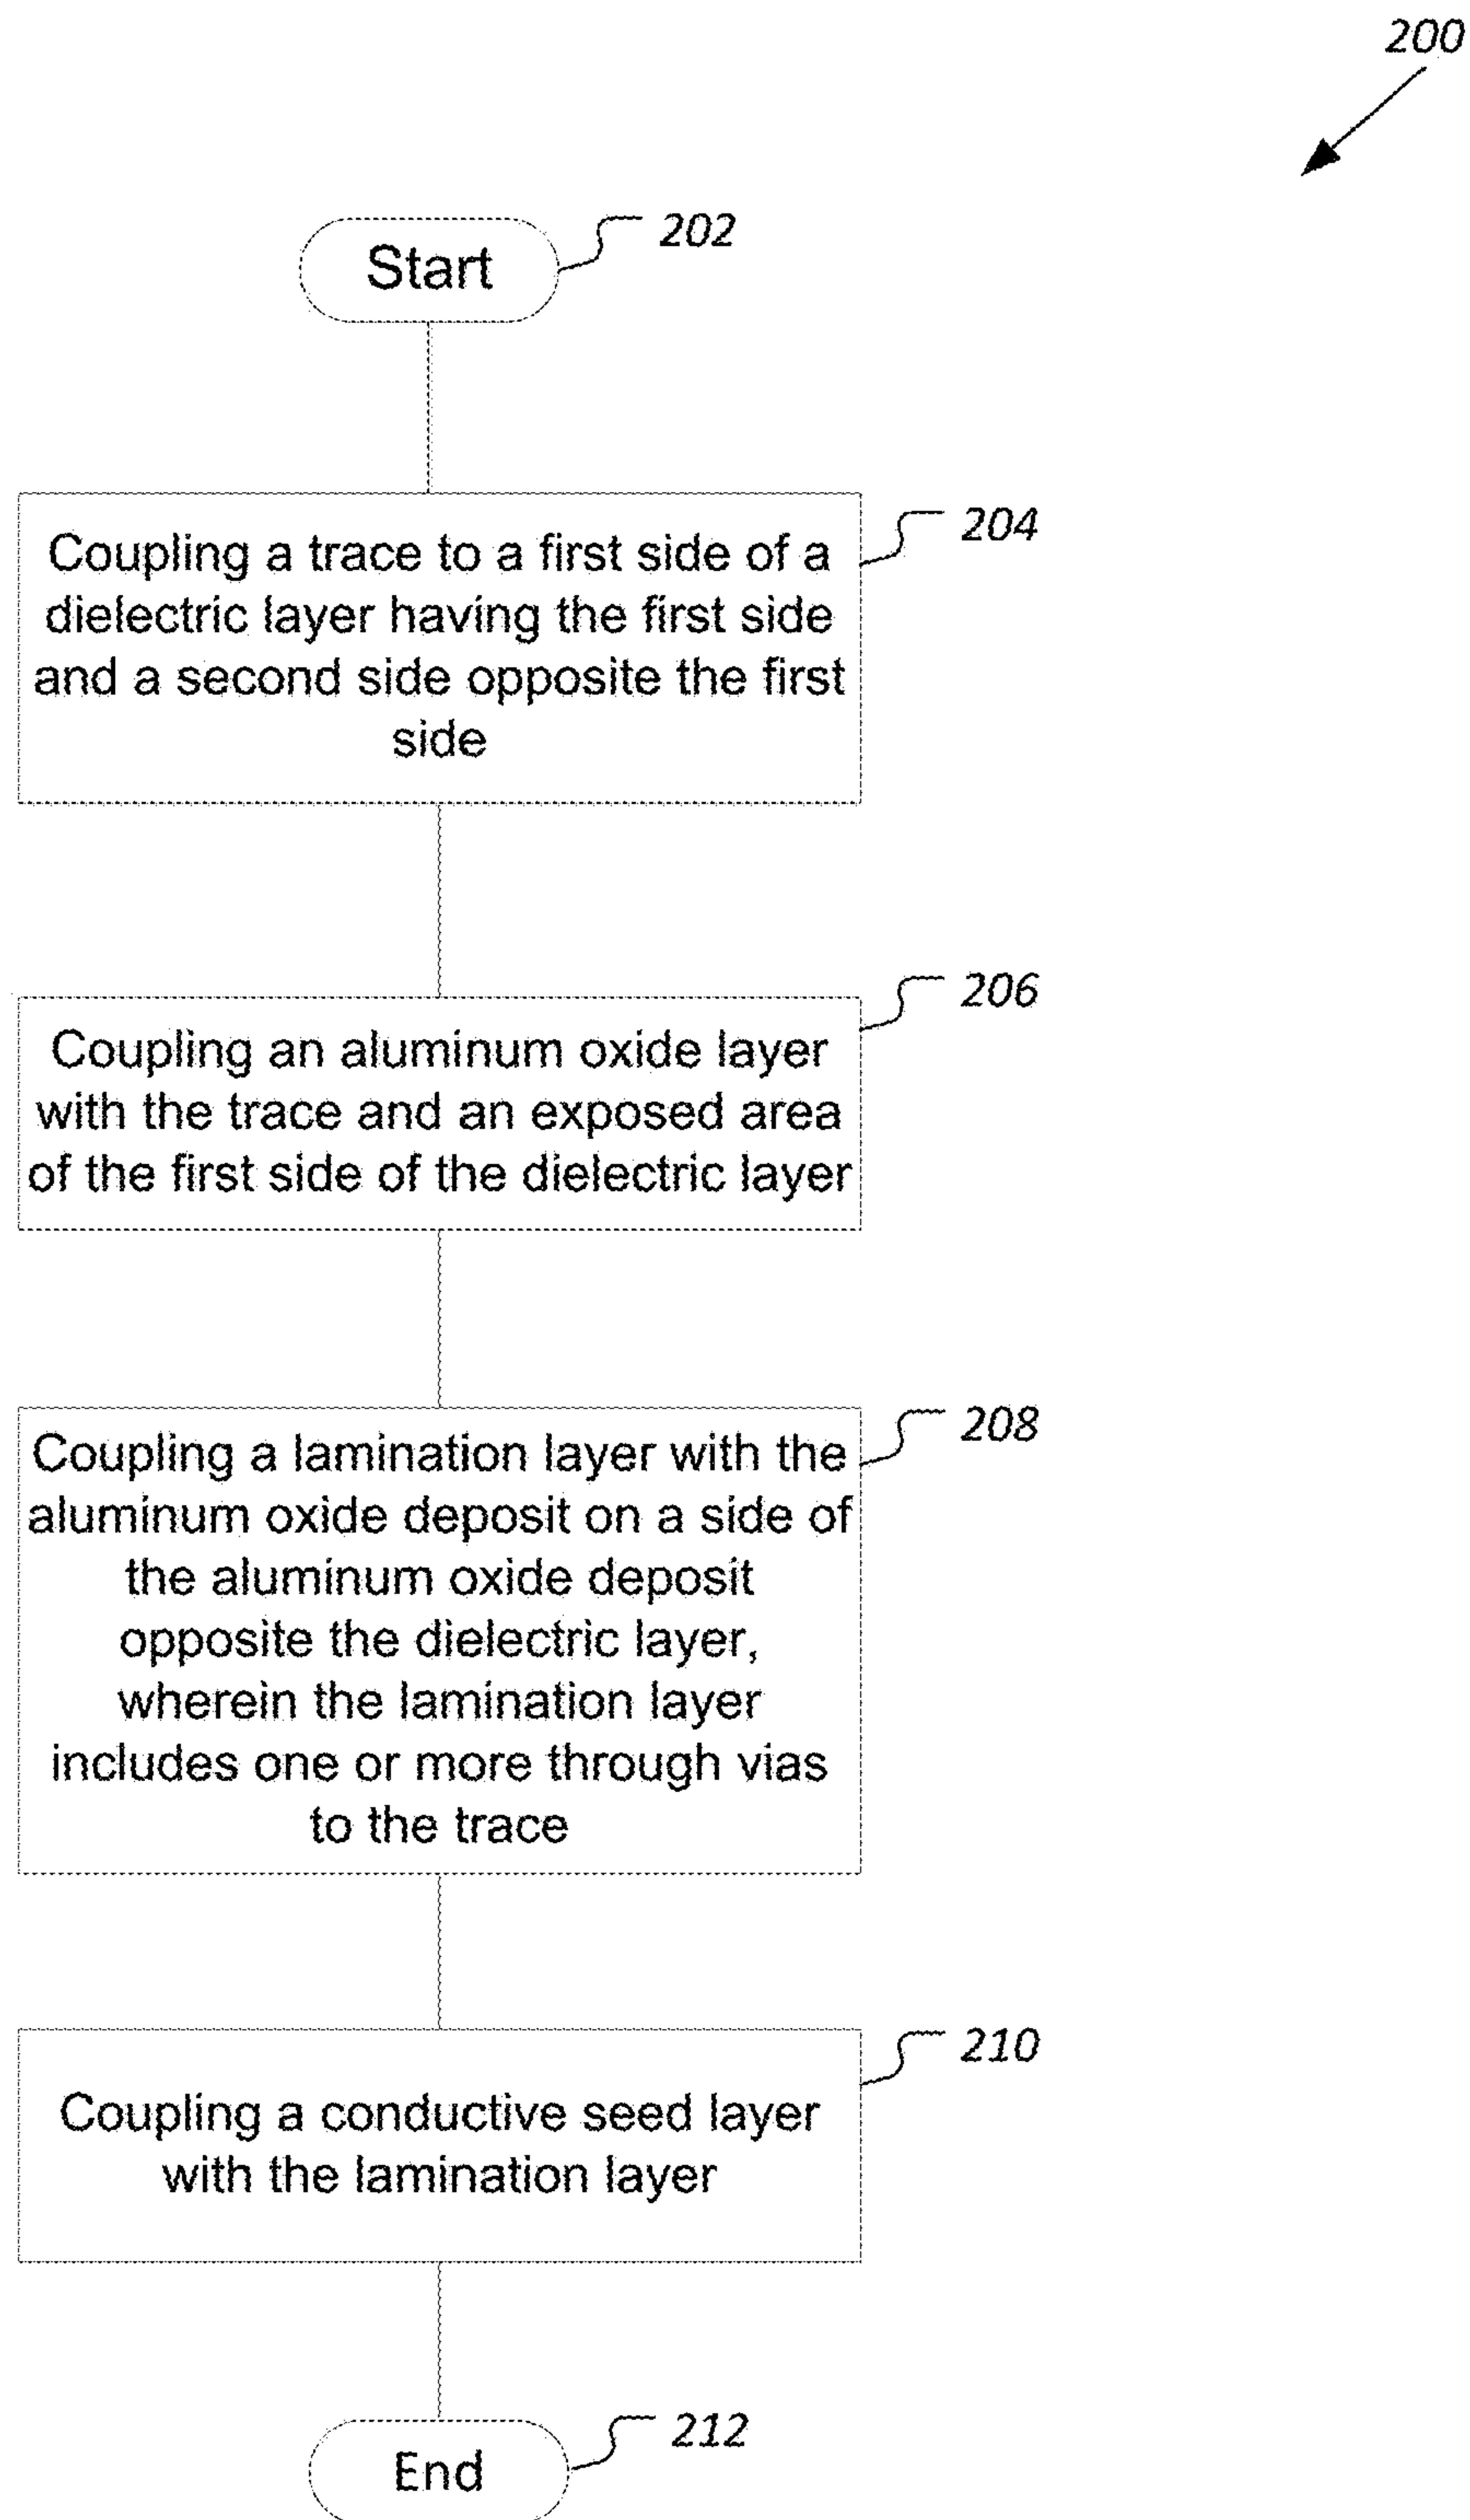 200
Start
202
Coupling a trace to a first side of a
dielectric layer having the first side
and a second side opposite the first
side
204
Coupling an aluminum oxide layer
with the trace and an exposed area
of the first side of the dielectric layer
206
Coupling a lamination layer with the
aluminum oxide deposit on a side of
the aluminum oxide deposit
opposite the dielectric layer,
wherein the lamination layer
includes one or more through vias
to the trace
208
Coupling a conductive seed layer
with the lamination layer
210
End
212